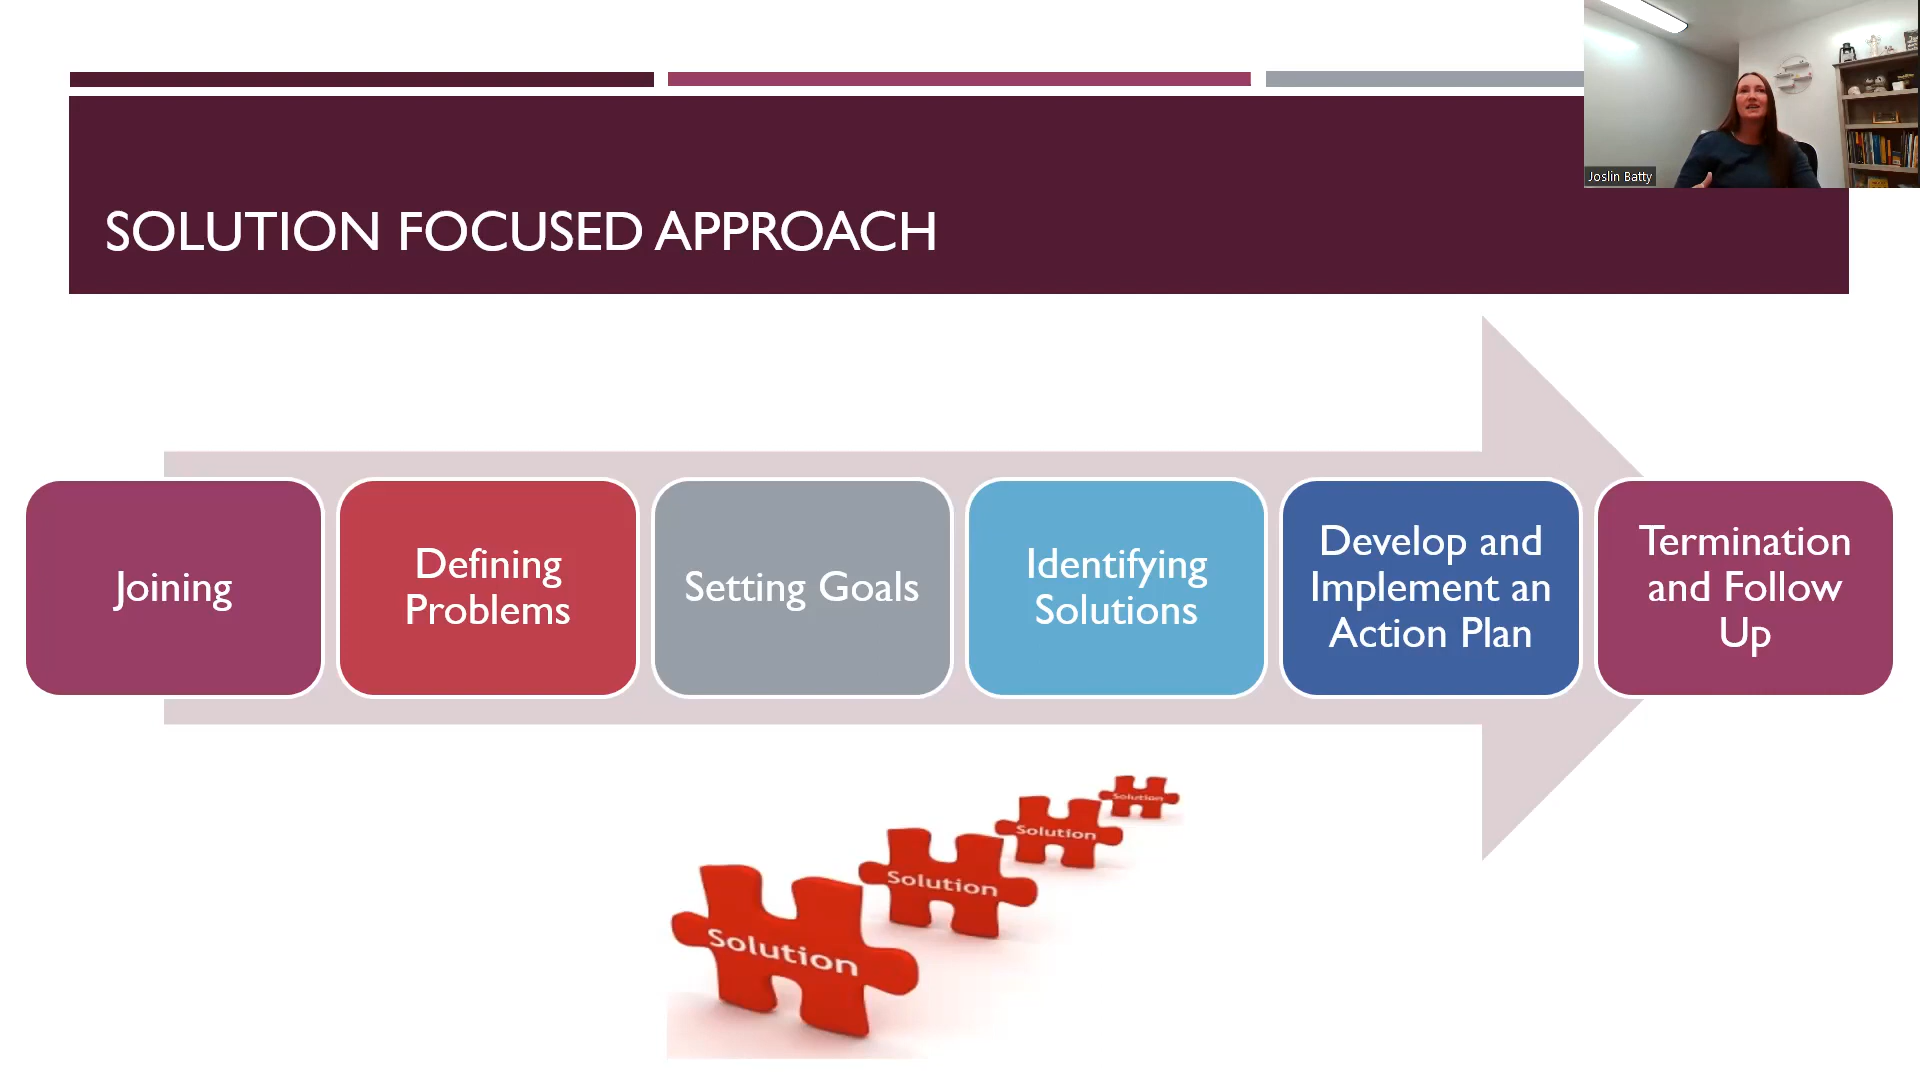 Joslin Batty
SOLUTION FOCUSED APPROACH
Joining
Defining
Problems
Setting Goals
Identifying
Solutions
Develop and
Implement an
Action Plan
Termination
and Follow
Up
Solution
Solution
Solution
Solution